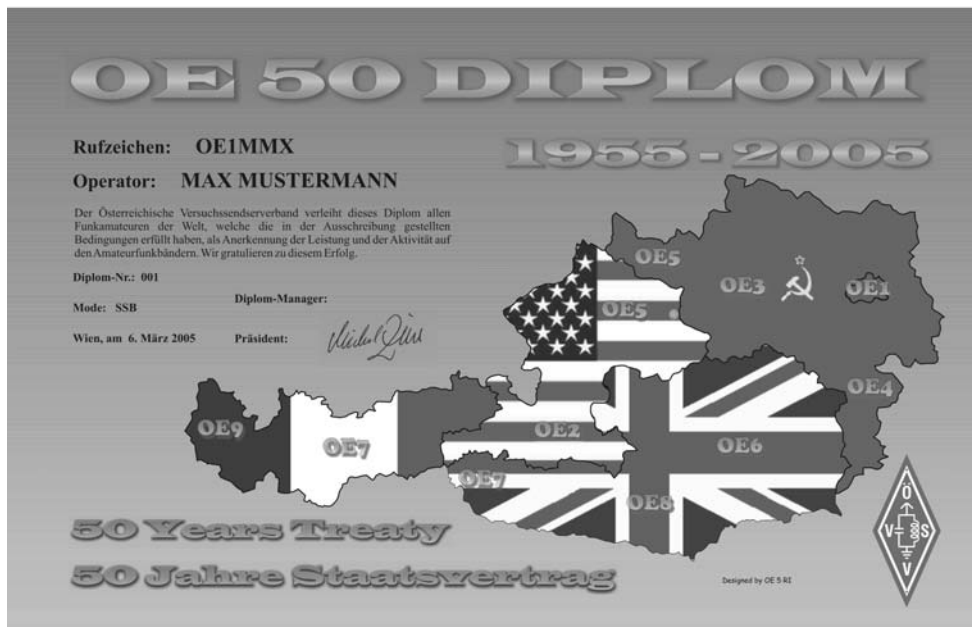 OE 50 DIPLOM
1955 - 2005
Rufzeichen: OE1MMX
Operator: MAX MUSTERMANN
Der Österreichische Versuchssendserverband verleiht dieses Diplom allen
Funkamateuren der Welt, welche die in der Ausschreibung gestellten
Bedingungen erfüllt haben, als Anerkennung der Leistung und der Aktivität auf
den Amateurfunkbändern. Wir gratulieren zu diesem Erfolg.
Diplom-Nr.: 001
Mode: SSB
Diplom-Manager:
Wien, am 6. März 2005
Präsident:
OE5
OE3
OE1
OE5
OE4
OE9
OE7
OE2
OE6
OE7
OE8
50 Years Treaty
50 Jahre Staatsvertrag
Designed by OE 5 RI
Ö
V S
V